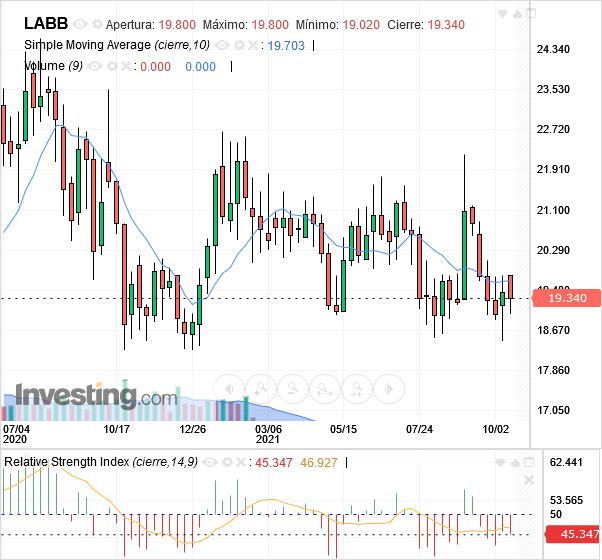 LABB Apertura: 19.800 Máximo: 19.800 Mínimo: 19.020 Cierre: 19.340
Simple Moving Average (cierre,10) : 19.703
Volume (9) : 0.000 0.000
24.340
23.530
22.720
21.910
21.100
20.290
19.480
19.340
18.670
17.860
17.050
Investing.com
07/04 10/17 12/26 03/06 05/15 07/24 10/02
2020 2021
Relative Strength Index (cierre,14,9) : 45.347 46.927
62.441
53.565
50
45.347
60